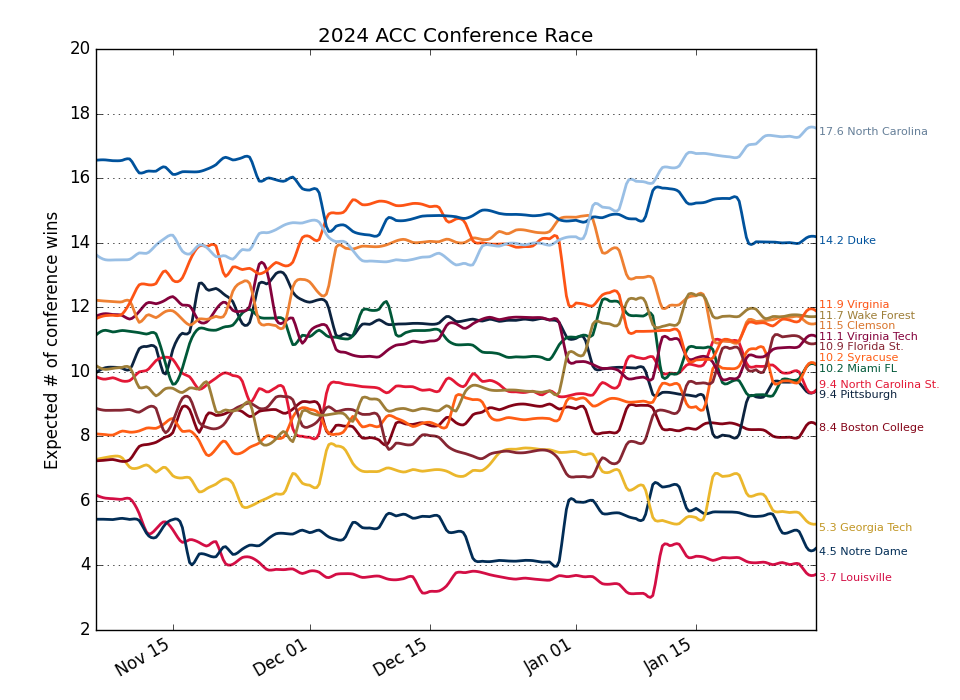 2024 ACC Conference Race
Expected # of conference wins
20
18
16
14
12
10
8
6
4
2
Nov 15
Dec 01
Dec 15
Jan 01
Jan 15
17.6 North Carolina
14.2 Duke
11.9 Virginia
11.7 Wake Forest
11.5 Clemson
11.1 Virginia Tech
10.9 Florida St.
10.2 Syracuse
10.2 Miami FL
9.4 North Carolina St.
9.4 Pittsburgh
8.4 Boston College
5.3 Georgia Tech
4.5 Notre Dame
3.7 Louisville